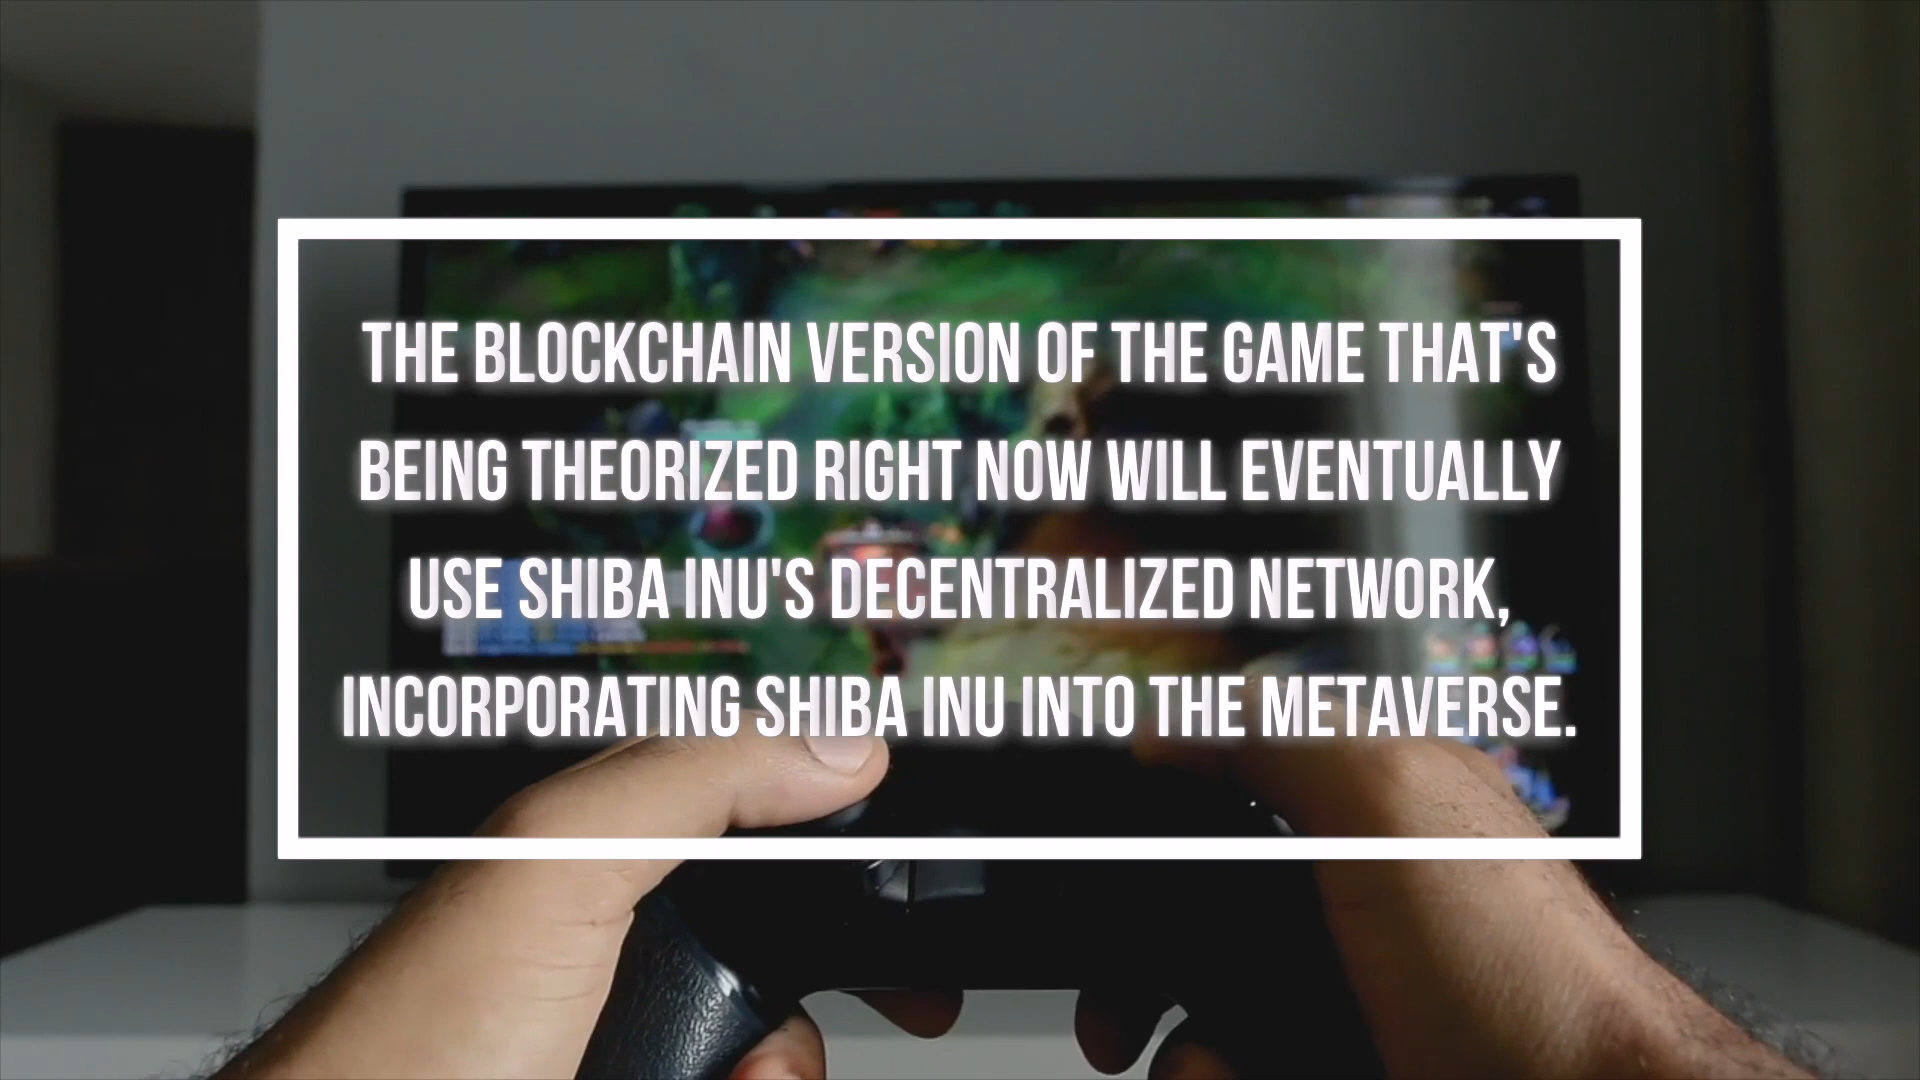 THE BLOCKCHAIN VERSION OF THE GAME THAT'S
BEING THEORIZED RIGHT NOW WILL EVENTUALLY
USE SHIBA INU'S DECENTRALIZED NETWORK,
INCORPORATING SHIBA INU INTO THE METAVERSE.